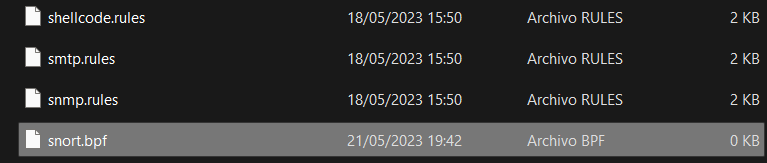 shellcode.rules 18/05/2023 15:50 Archivo RULES 2 KB
smtp.rules 18/05/2023 15:50 Archivo RULES 2 KB
snmp.rules 18/05/2023 15:50 Archivo RULES 2 KB
snort.bpf 21/05/2023 19:42 Archivo BPF 0 KB